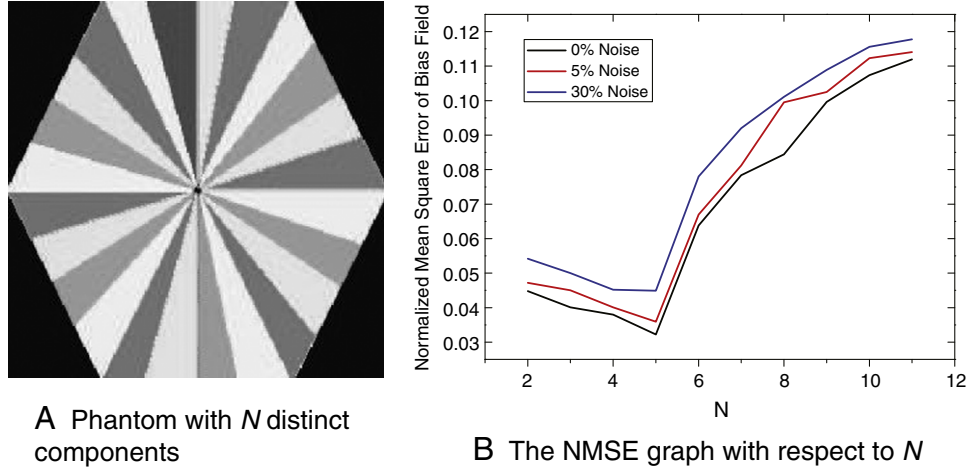 Normalized Mean Square Error of Bias Field
0.12
0.11
0.10
0.09
0.08
0.07
0.06
0.05
0.04
0.03
0% Noise
5% Noise
30% Noise
2 4 6 8 10 12
N
A Phantom with N distinct
components
B The NMSE graph with respect to N